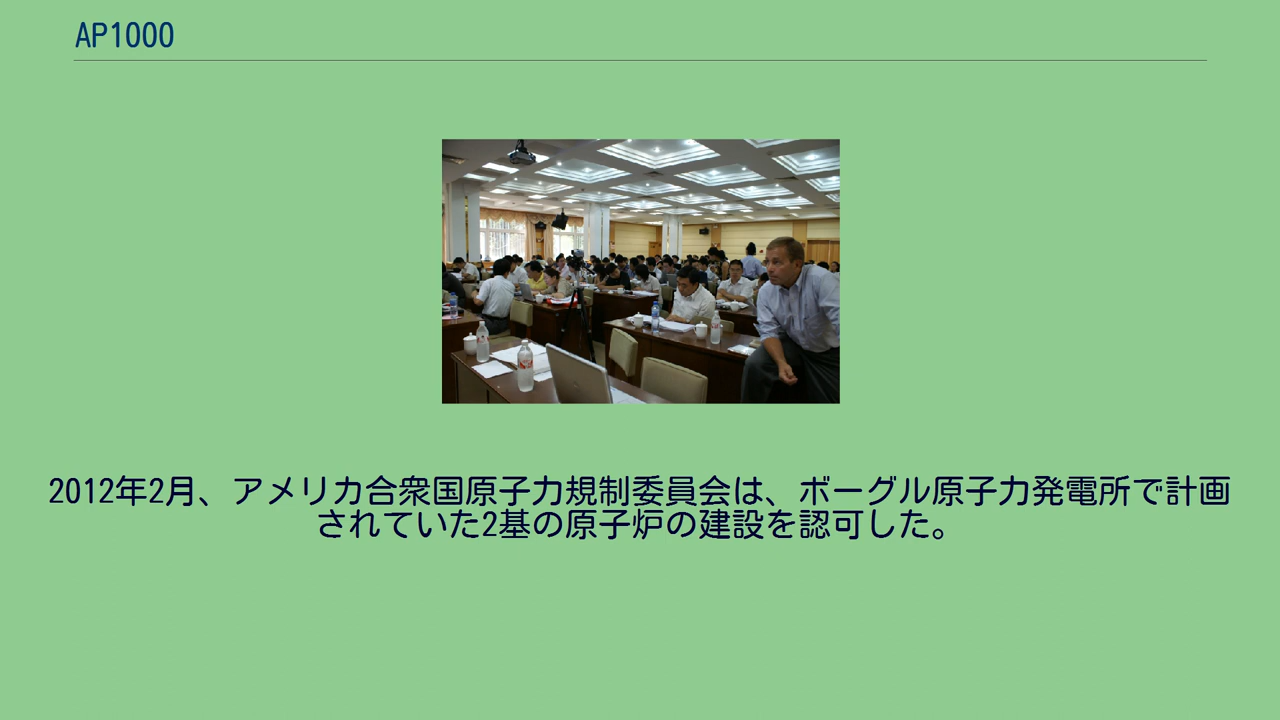 AP1000
2012年2月、アメリカ合衆国原子力規制委員会は、ボーグル原子力発電所で計画
されていた2基の原子炉の建設を認可した。